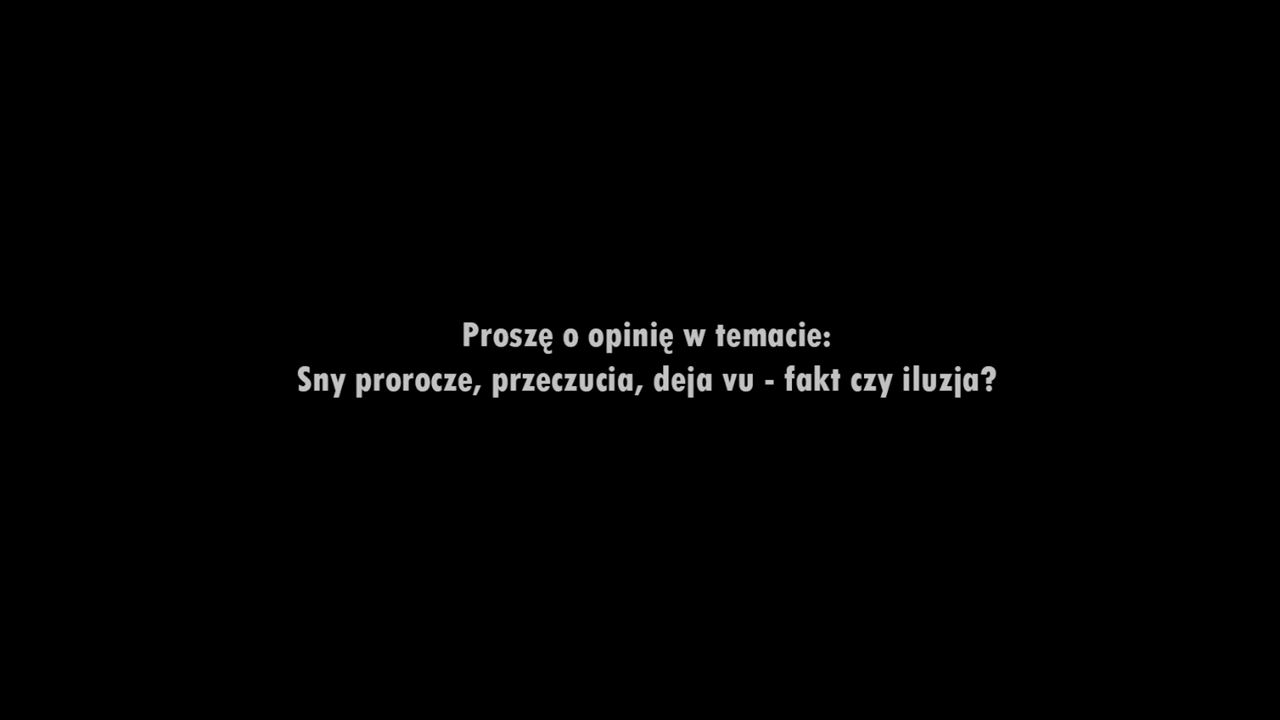 Proszę o opinię w temacie:
Sny prorocze, przeczucia, deja vu - fakt czy iluzja?